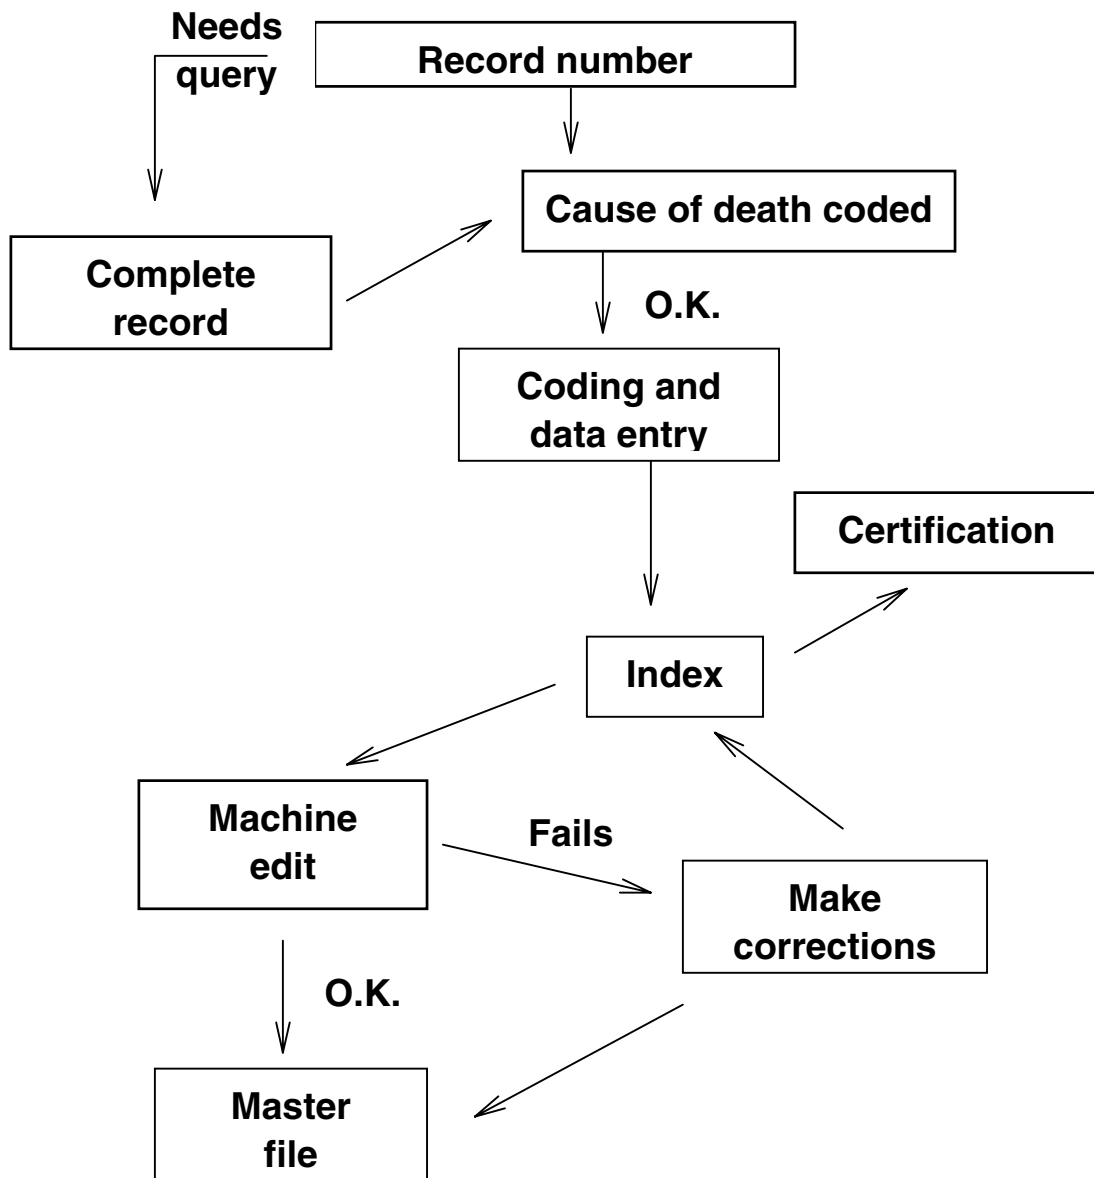 Needs
query
Record number
Cause of death coded
Complete
record
O.K.
Coding and
data entry
Certification
Index
Machine
edit
Fails
Make
corrections
O.K.
Master
file